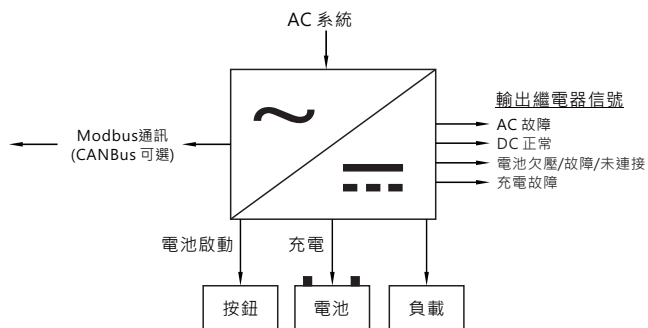 AC 系統
輸出繼電器信號
AC 故障
DC 正常
電池欠壓/故障/未連接
充電故障
Modbus通訊
(CANBus 可選)
電池啟動
充電
按鈕
電池
負載